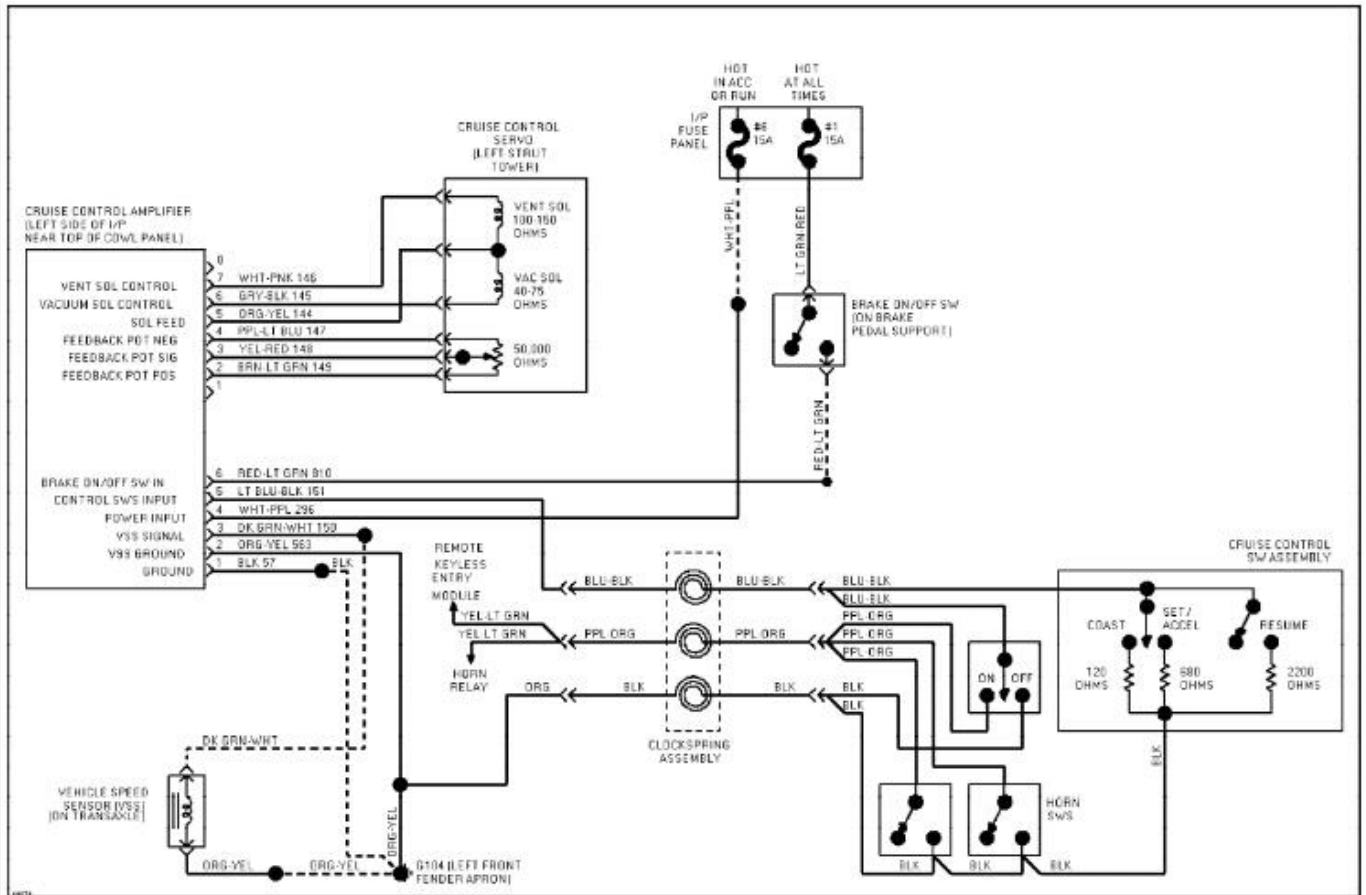 HOT
IN ACC
OR RUN
HOT
AT ALL
TIMES
I/P
FUSE
PANEL
#6
15A
#1
15A
CRUISE CONTROL
SERVO
(LEFT STRUT
TOWER)
VENT SOL
100-150
OHMS
VAC SOL
40-75
OHMS
50,000
OHMS
WHT-PPL
LT GRN-RED
BRAKE ON/OFF SW
(ON BRAKE
PEDAL SUPPORT)
RED-LT GRN
CRUISE CONTROL AMPLIFIER
(LEFT SIDE OF I/P
NEAR TOP OF COWL PANEL)
8
VENT SOL CONTROL 7 WHT-PNK 146
VACUUM SOL CONTROL 6 GRY-BLK 145
SOL FEED 5 ORG-YEL 144
FEEDBACK POT NEG 4 PPL-LT BLU 147
FEEDBACK POT SIG 3 YEL-RED 148
FEEDBACK POT POS 2 BRN-LT GRN 149
1
BRAKE ON/OFF SW IN 6 RED-LT GRN 810
CONTROL SWS INPUT 5 LT BLU-BLK 151
POWER INPUT 4 WHT-PPL 296
VSS SIGNAL 3 DK GRN-WHT 150
VSS GROUND 2 ORG-YEL 563
GROUND 1 BLK 57 BLK
REMOTE
KEYLESS
ENTRY
MODULE
YEL-LT GRN
YEL LT GRN
HORN
RELAY
BLU-BLK BLU-BLK BLU-BLK
BLU-BLK
PPL ORG PPL ORG PPL ORG
PPL ORG
PPL ORG
ORG BLK BLK BLK
BLK
CLOCKSPRING
ASSEMBLY
ON OFF
CRUISE CONTROL
SW ASSEMBLY
COAST
SET/
ACCEL
RESUME
120
OHMS
680
OHMS
2200
OHMS
BLK
HORN
SWS
BLK BLK BLK
DK GRN-WHT
VEHICLE SPEED
SENSOR (VSS)
(ON TRANSAXLE)
ORG-YEL ORG-YEL
ORG-YEL
G104 (LEFT FRONT
FENDER APRON)